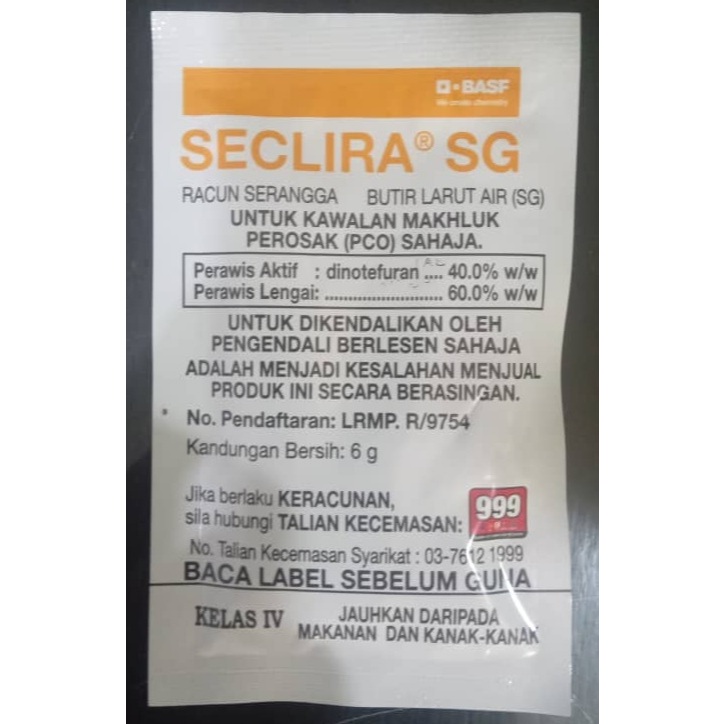 BASF
We create chemistry
SECLIRA® SG
RACUN SERANGGA BUTIR LARUT AIR (SG)
UNTUK KAWALAN MAKHLUK
PEROSAK (PCO) SAHAJA.
Perawis Aktif : dinotefuran .... 40.0% w/w
Perawis Lengai: .......................... 60.0% w/w
UNTUK DIKENDALIKAN OLEH
PENGENDALI BERLESEN SAHAJA
ADALAH MENJADI KESALAHAN MENJUAL
PRODUK INI SECARA BERASINGAN.
No. Pendaftaran: LRMP. R/9754
Kandungan Bersih: 6 g
Jika berlaku KERACUNAN,
sila hubungi TALIAN KECEMASAN:
999
No. Talian Kecemasan Syarikat : 03-7612 1999
BACA LABEL SEBELUM GUNA
KELAS IV
JAUHKAN DARIPADA
MAKANAN DAN KANAK-KANAK